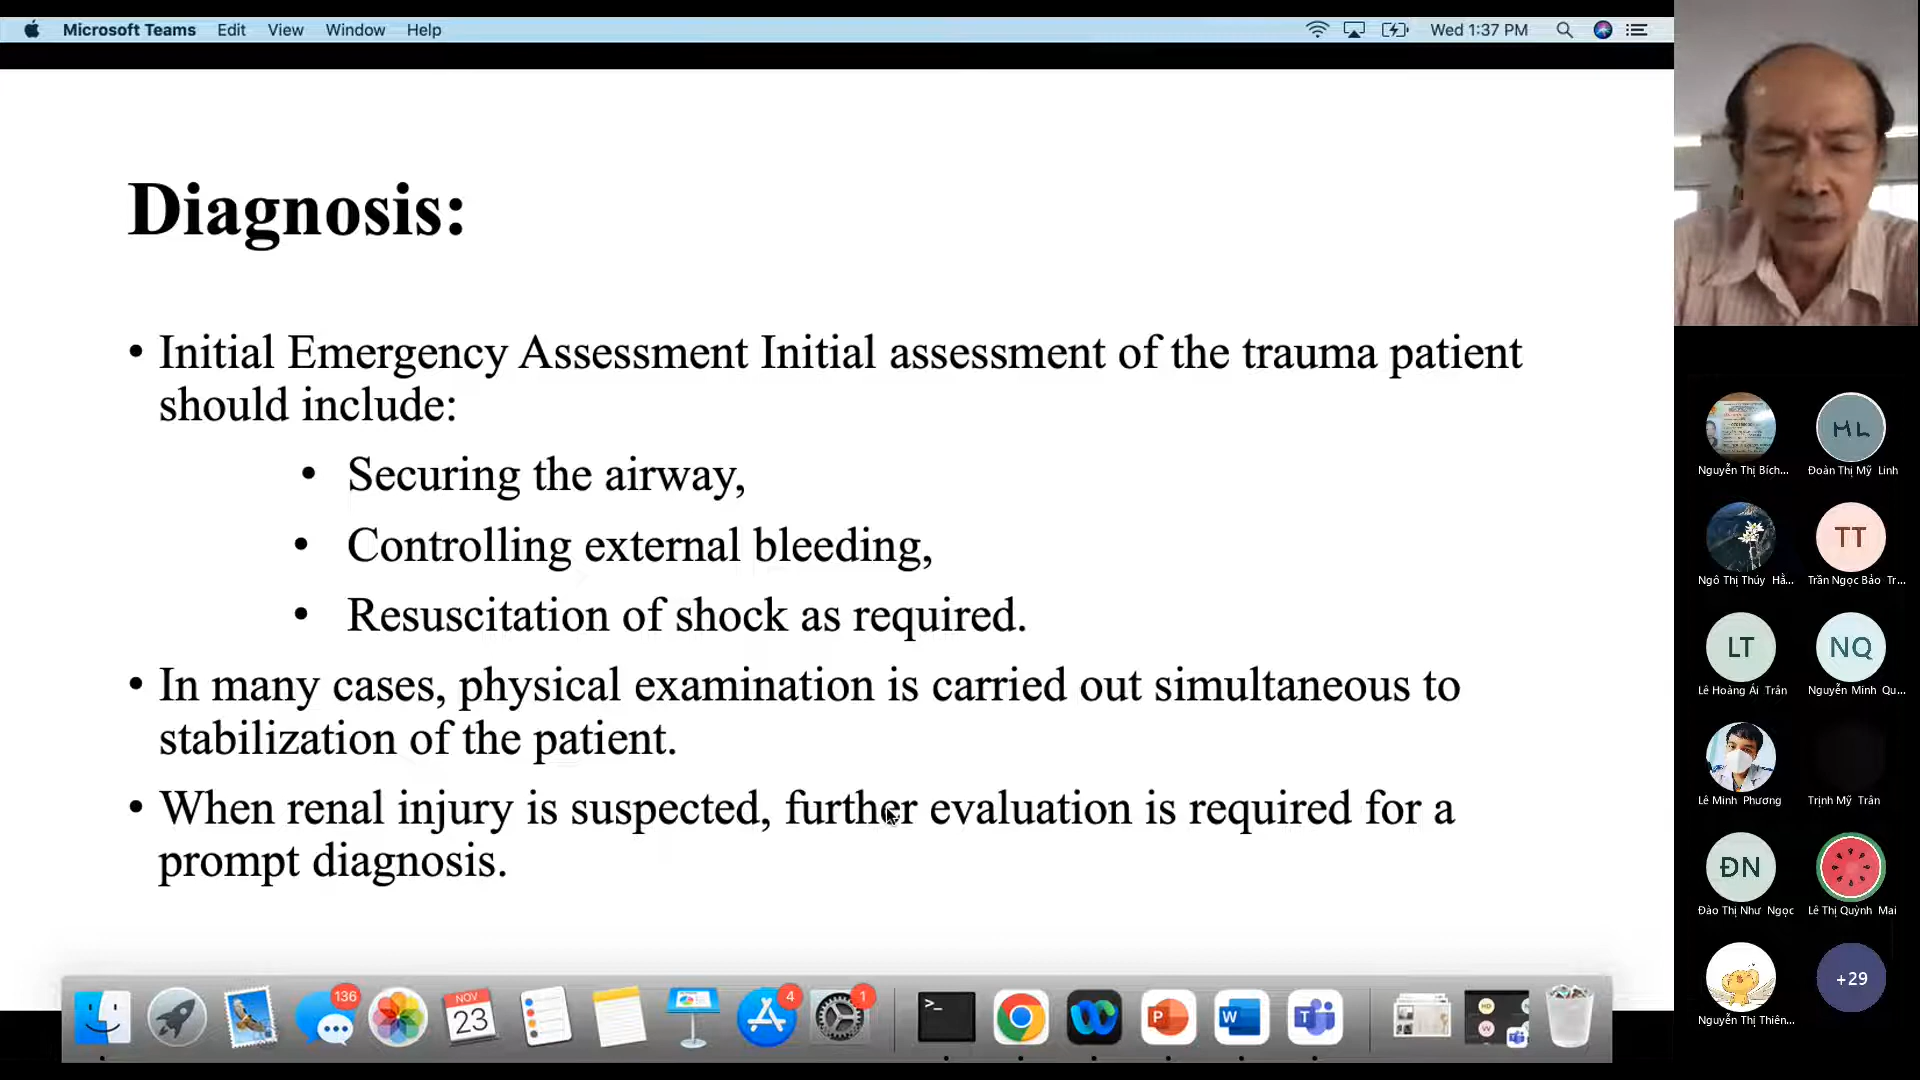 Microsoft Teams Edit View Window Help
Wed 1:37 PM
Diagnosis:
• Initial Emergency Assessment Initial assessment of the trauma patient
should include:
• Securing the airway,
• Controlling external bleeding,
• Resuscitation of shock as required.
• In many cases, physical examination is carried out simultaneous to
stabilization of the patient.
• When renal injury is suspected, further evaluation is required for a
prompt diagnosis.
136
NOV
23
4
1
>_
P
W
T
ML
Nguyễn Thị Bích...
Đoàn Thị Mỹ Linh
TT
Ngô Thị Thúy Hằ...
Trần Ngọc Bảo Tr...
LT
NQ
Lê Hoàng Ái Trân
Nguyễn Minh Qu...
Lê Minh Phương
Trịnh Mỹ Trân
ĐN
Đào Thị Như Ngọc
Lê Thị Quỳnh Mai
+29
Nguyễn Thị Thiên...